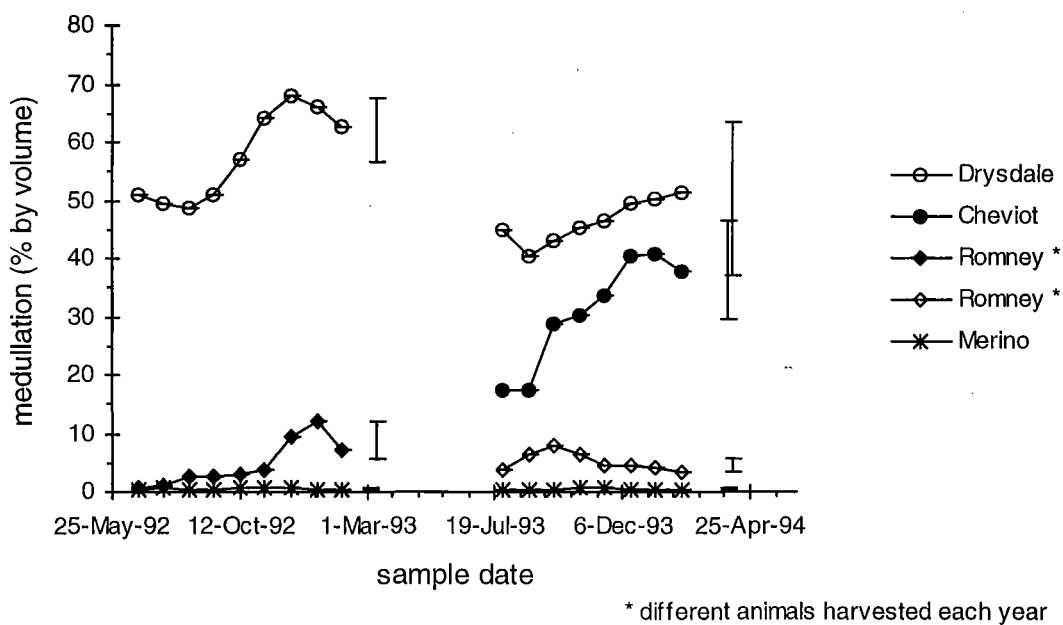 80
70
60
50
40
30
20
10
0
medullation (% by volume)
25-May-92 12-Oct-92 1-Mar-93 19-Jul-93 6-Dec-93 25-Apr-94
sample date
Drysdale
Cheviot
Romney *
Romney *
Merino
* different animals harvested each year